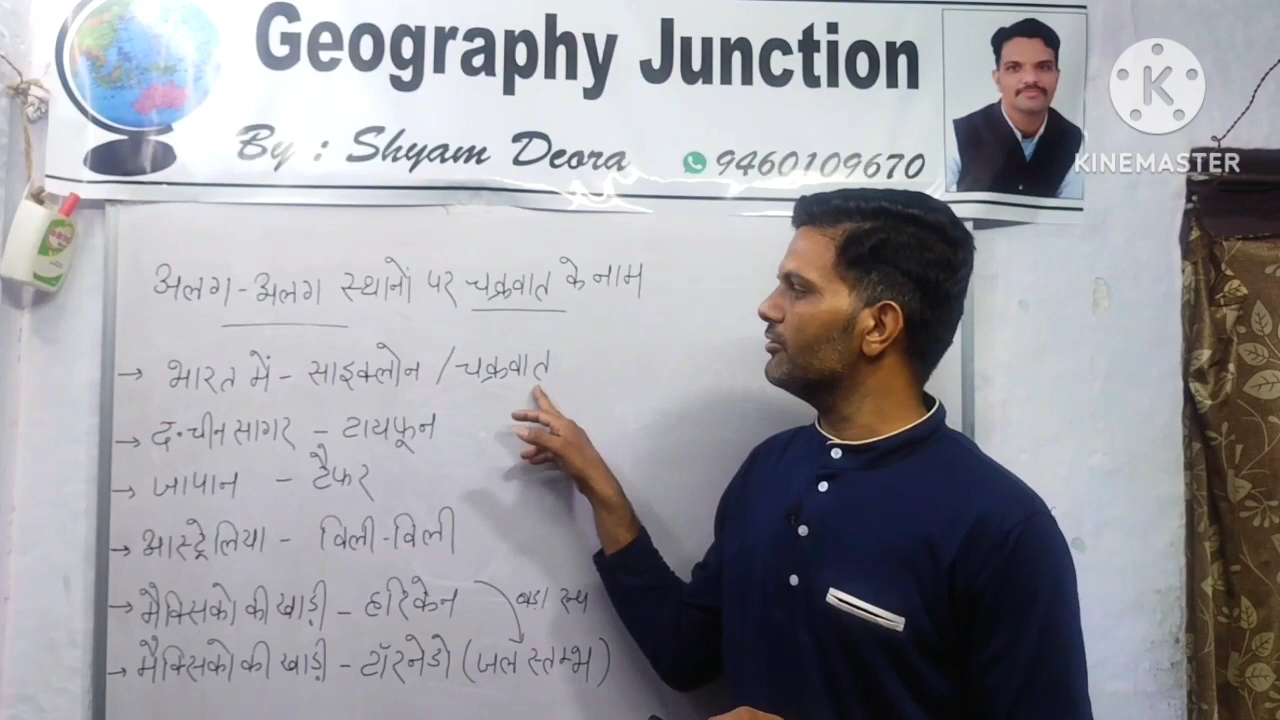 Geography Junction
By : Shyam Deora 9460109670
K
KINEMASTER
अलग-अलग स्थानों पर चक्रवात के नाम
→ भारत में - साइक्लोन / चक्रवात
→ द. चीन सागर - टायफून
→ जापान - टैफर
→ आस्ट्रेलिया - विली-विली
→ मैक्सिको की खाड़ी - हरिकेन
→ मैक्सिको की खाड़ी - टॉरनेडो (जल स्तम्भ)